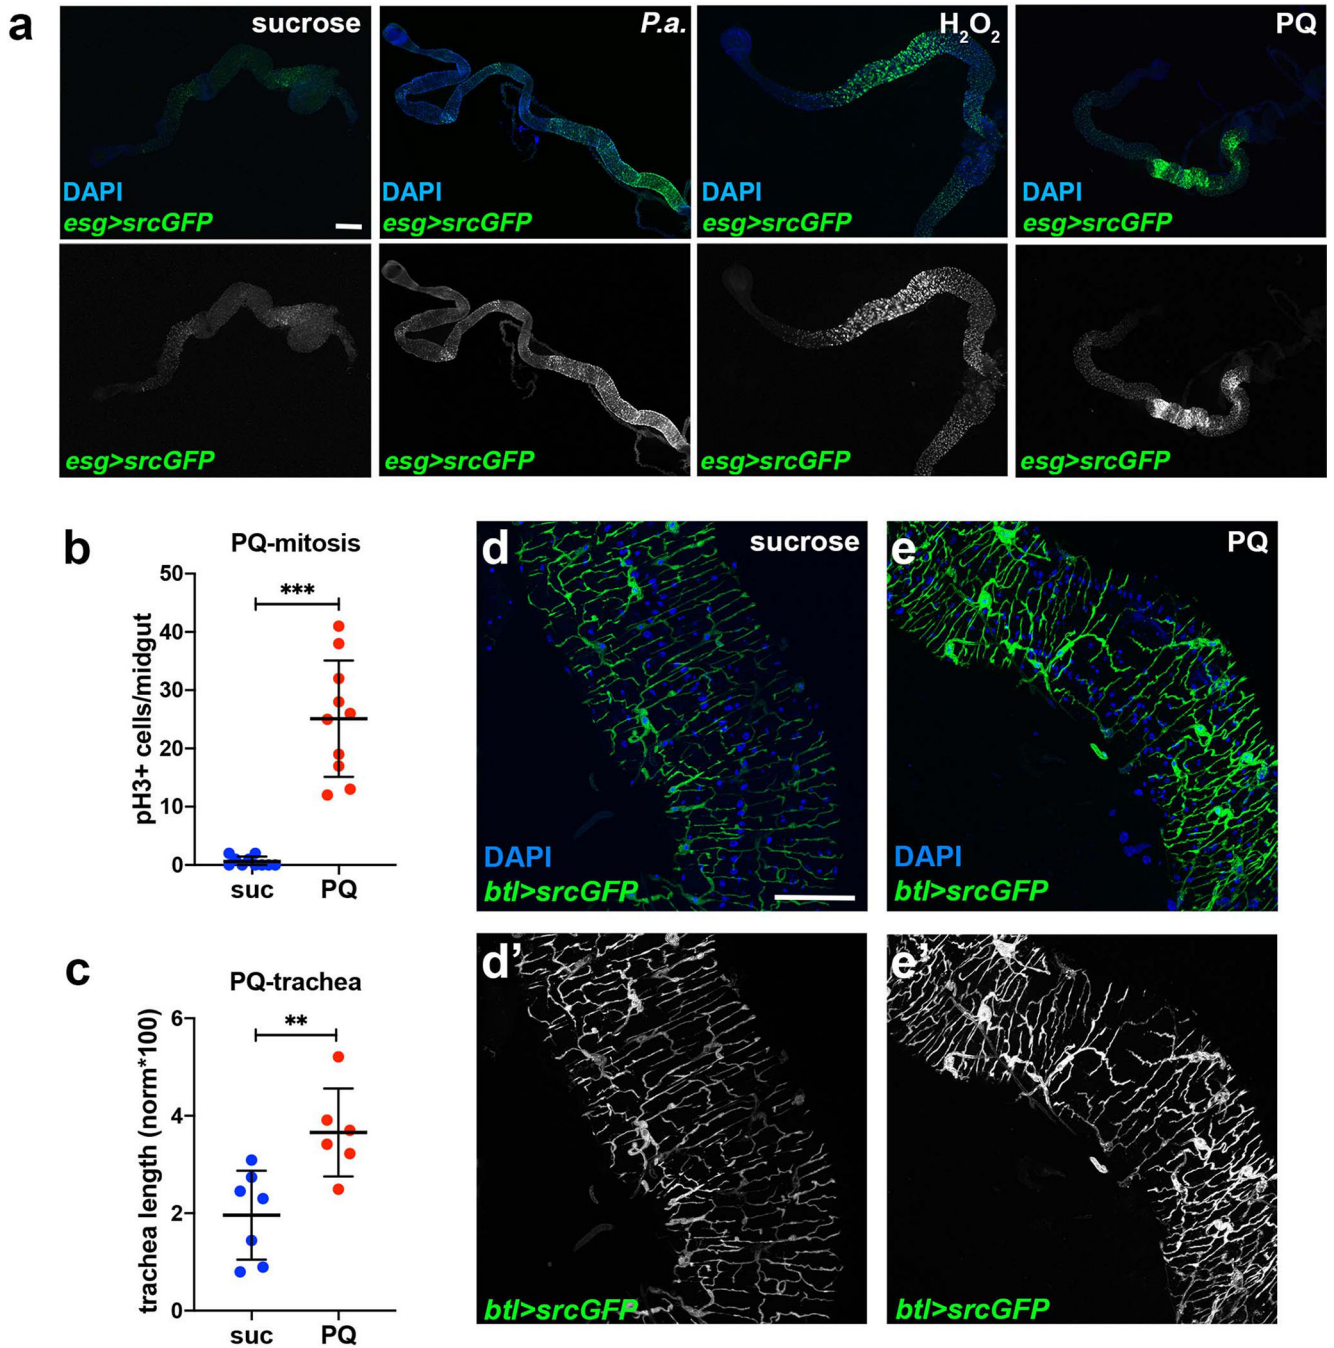 a
sucrose
P.a.
H₂O₂
PQ
DAPI
esg>srcGFP
DAPI
esg>srcGFP
DAPI
esg>srcGFP
DAPI
esg>srcGFP
esg>srcGFP
esg>srcGFP
esg>srcGFP
esg>srcGFP
b
PQ-mitosis
pH3+ cells/midgut
50
40
30
20
10
0
***
suc
PQ
d
sucrose
DAPI
btl>srcGFP
e
PQ
DAPI
btl>srcGFP
c
PQ-trachea
trachea length (norm*100)
6
4
2
0
**
suc
PQ
d’
btl>srcGFP
e’
btl>srcGFP